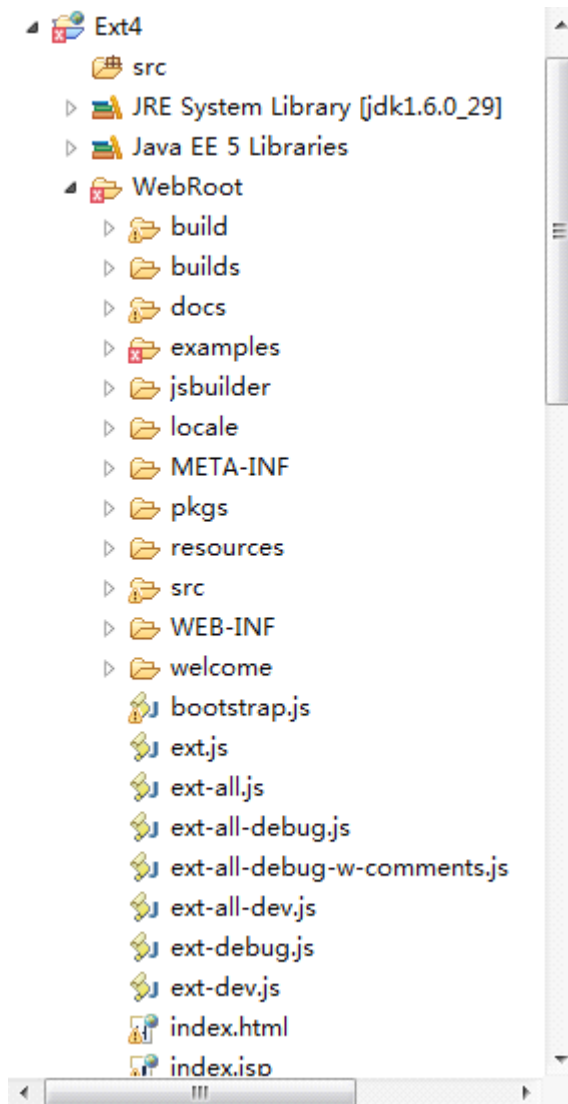 Ext4
src
JRE System Library [jdk1.6.0_29]
Java EE 5 Libraries
WebRoot
build
builds
docs
examples
jsbuilder
locale
META-INF
pkgs
resources
src
WEB-INF
welcome
bootstrap.js
ext.js
ext-all.js
ext-all-debug.js
ext-all-debug-w-comments.js
ext-all-dev.js
ext-debug.js
ext-dev.js
index.html
index.jsp